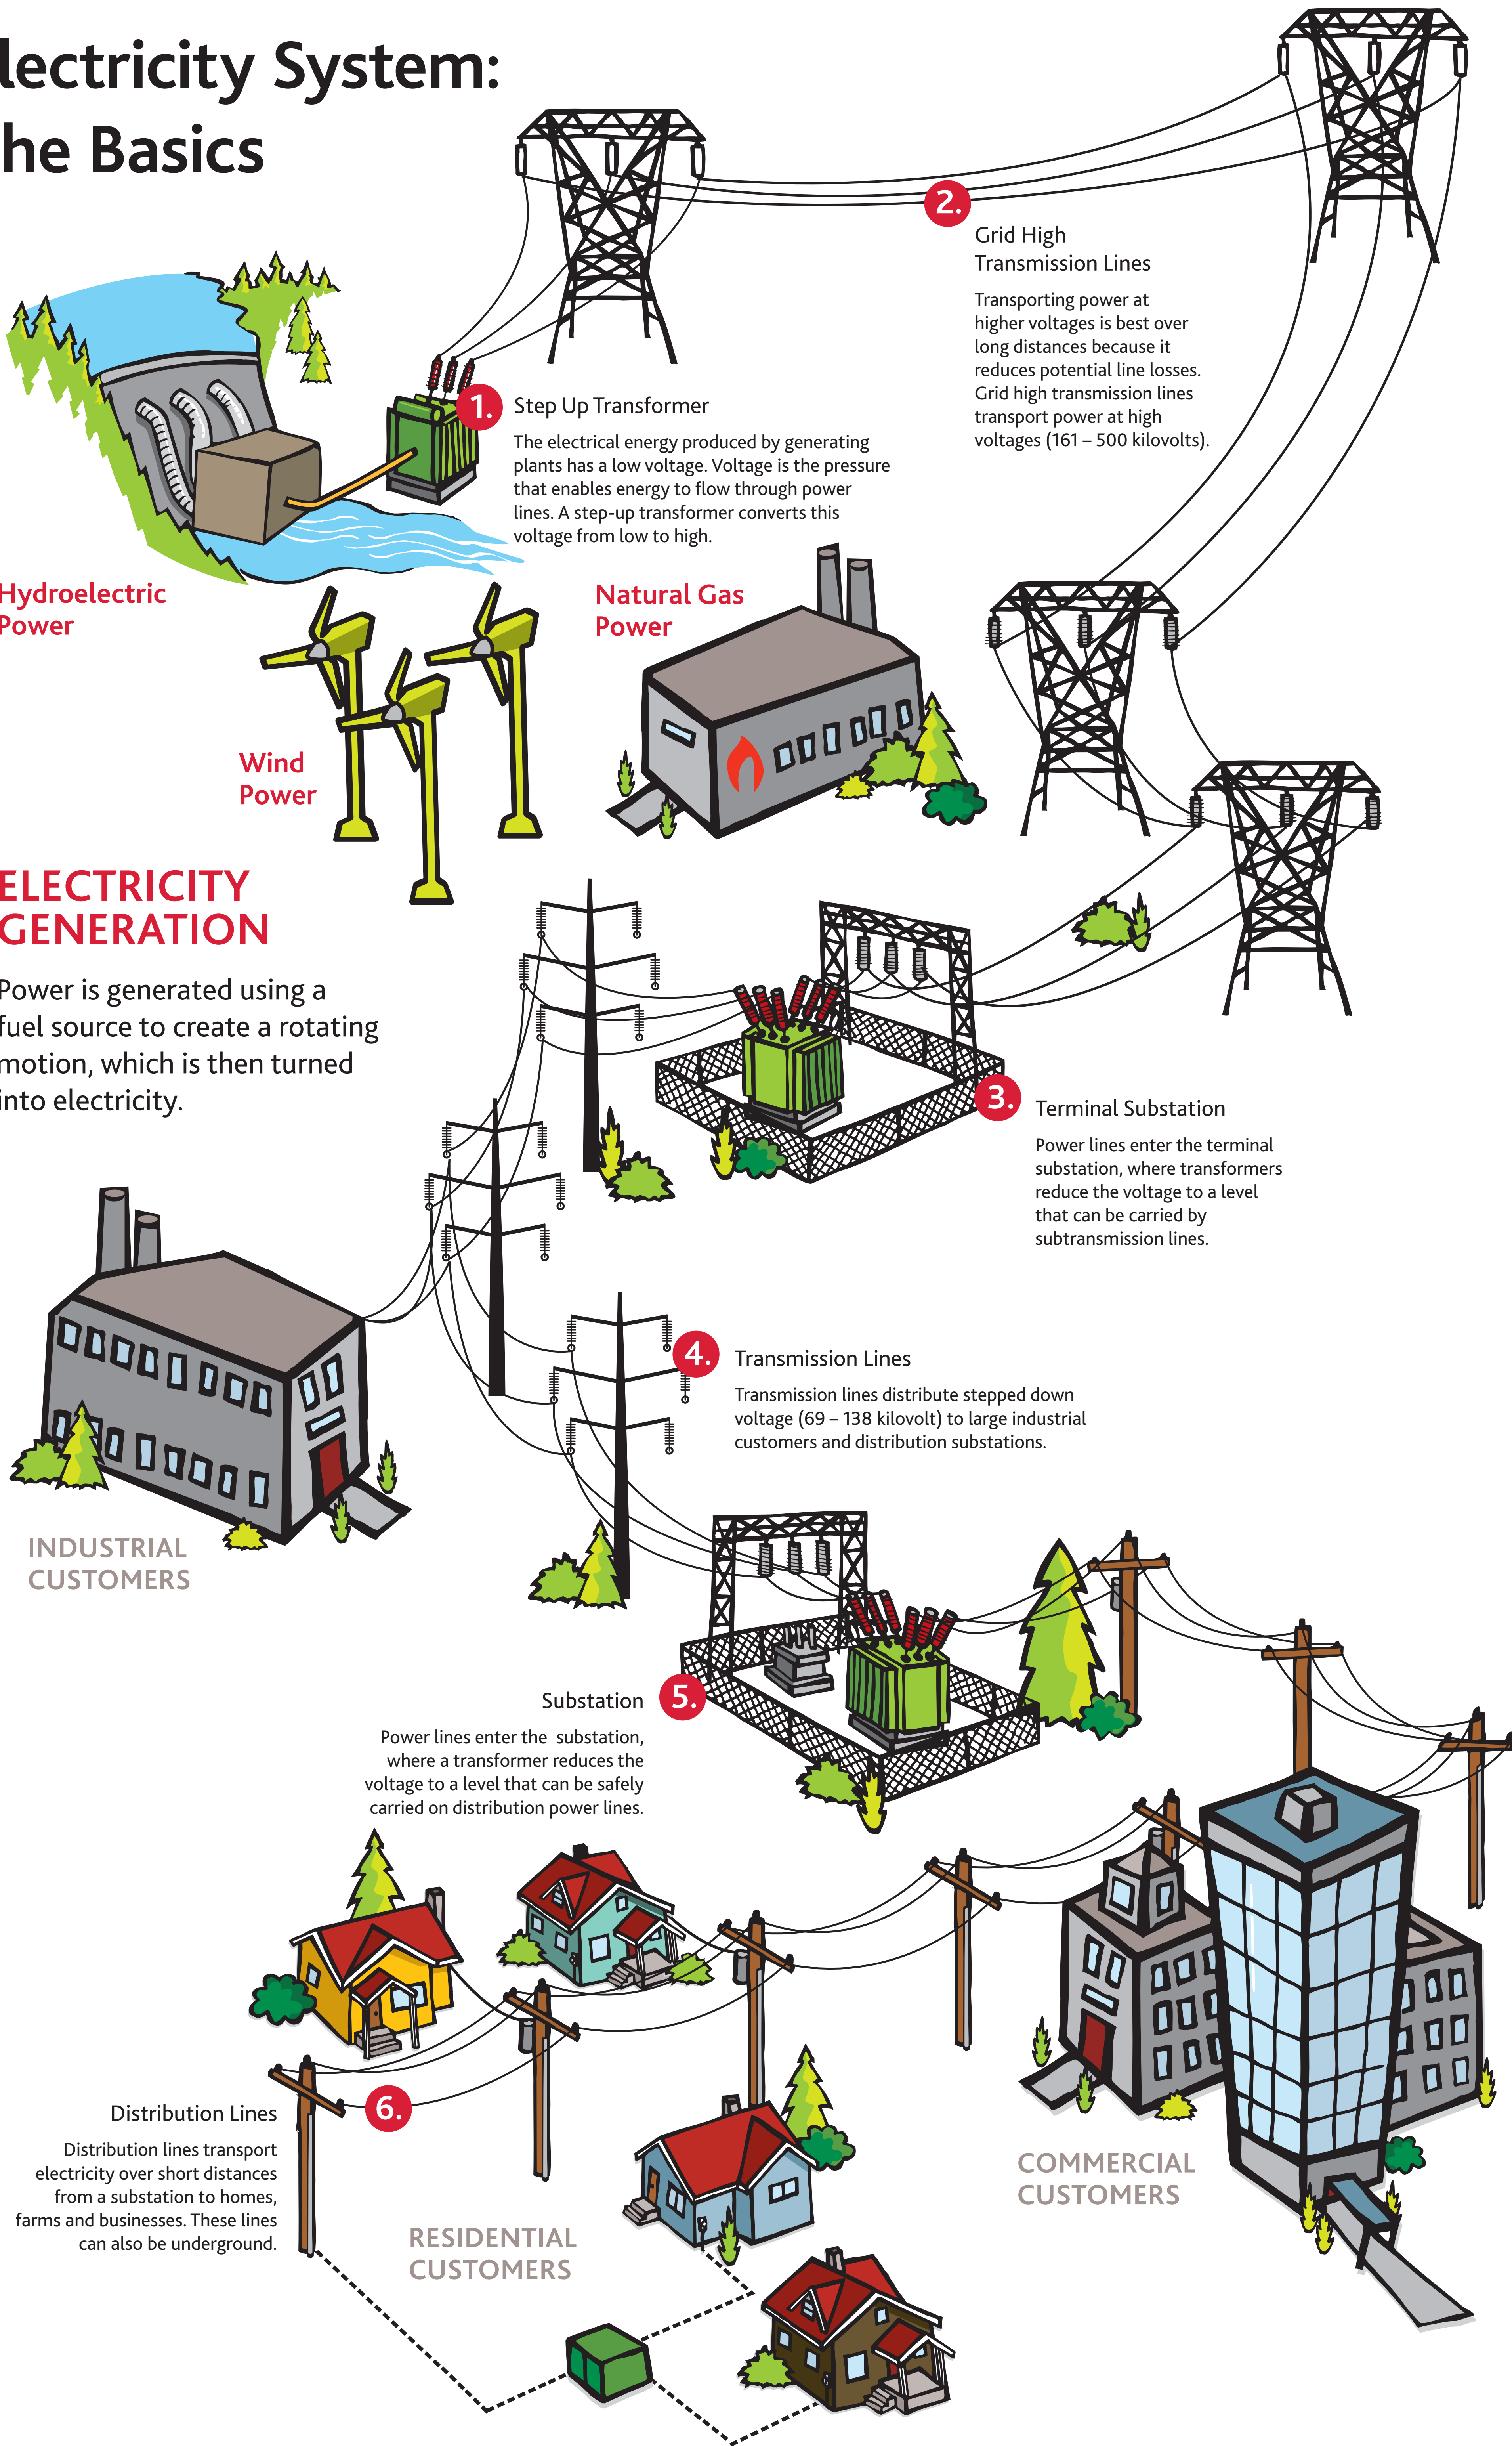 lectricity System:
he Basics
2.
Grid High
Transmission Lines
Transporting power at
higher voltages is best over
long distances because it
reduces potential line losses.
Grid high transmission lines
transport power at high
voltages (161 – 500 kilovolts).
1.
Step Up Transformer
The electrical energy produced by generating
plants has a low voltage. Voltage is the pressure
that enables energy to flow through power
lines. A step-up transformer converts this
voltage from low to high.
Hydroelectric
Power
Natural Gas
Power
Wind
Power
ELECTRICITY
GENERATION
Power is generated using a
fuel source to create a rotating
motion, which is then turned
into electricity.
3.
Terminal Substation
Power lines enter the terminal
substation, where transformers
reduce the voltage to a level
that can be carried by
subtransmission lines.
4.
Transmission Lines
Transmission lines distribute stepped down
voltage (69 – 138 kilovolt) to large industrial
customers and distribution substations.
INDUSTRIAL
CUSTOMERS
5.
Substation
Power lines enter the substation,
where a transformer reduces the
voltage to a level that can be safely
carried on distribution power lines.
6.
Distribution Lines
Distribution lines transport
electricity over short distances
from a substation to homes,
farms and businesses. These lines
can also be underground.
RESIDENTIAL
CUSTOMERS
COMMERCIAL
CUSTOMERS